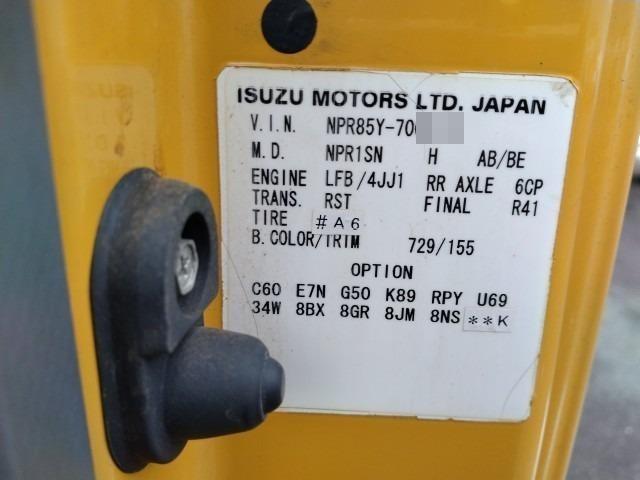 ISUZU MOTORS LTD. JAPAN
V.I.N. NPR85Y-70
M.D. NPR1SN H AB/BE
ENGINE LFB/4JJ1 RR AXLE 6CP
TRANS. RST FINAL R41
TIRE #A6
B.COLOR/TRIM 729/155
OPTION
C60 E7N G50 K89 RPY U69
34W 8BX 8GR 8JM 8NS **K